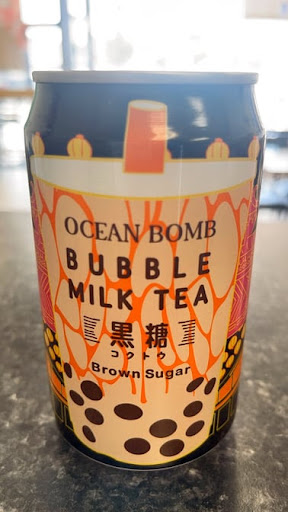 OCEAN BOMB
BUBBLE
MILK TEA
黒糖
コクトウ
Brown Sugar